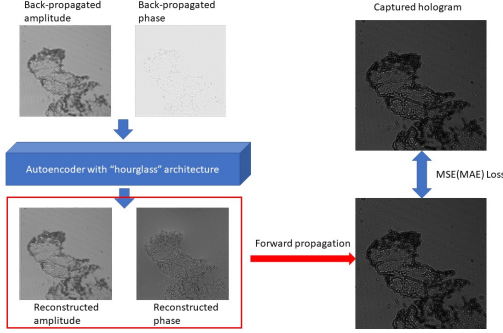 Back-propagated
amplitude
Back-propagated
phase
Captured hologram
Autoencoder with "hourglass" architecture
MSE(MAE) Loss
Forward propagation
Reconstructed
amplitude
Reconstructed
phase